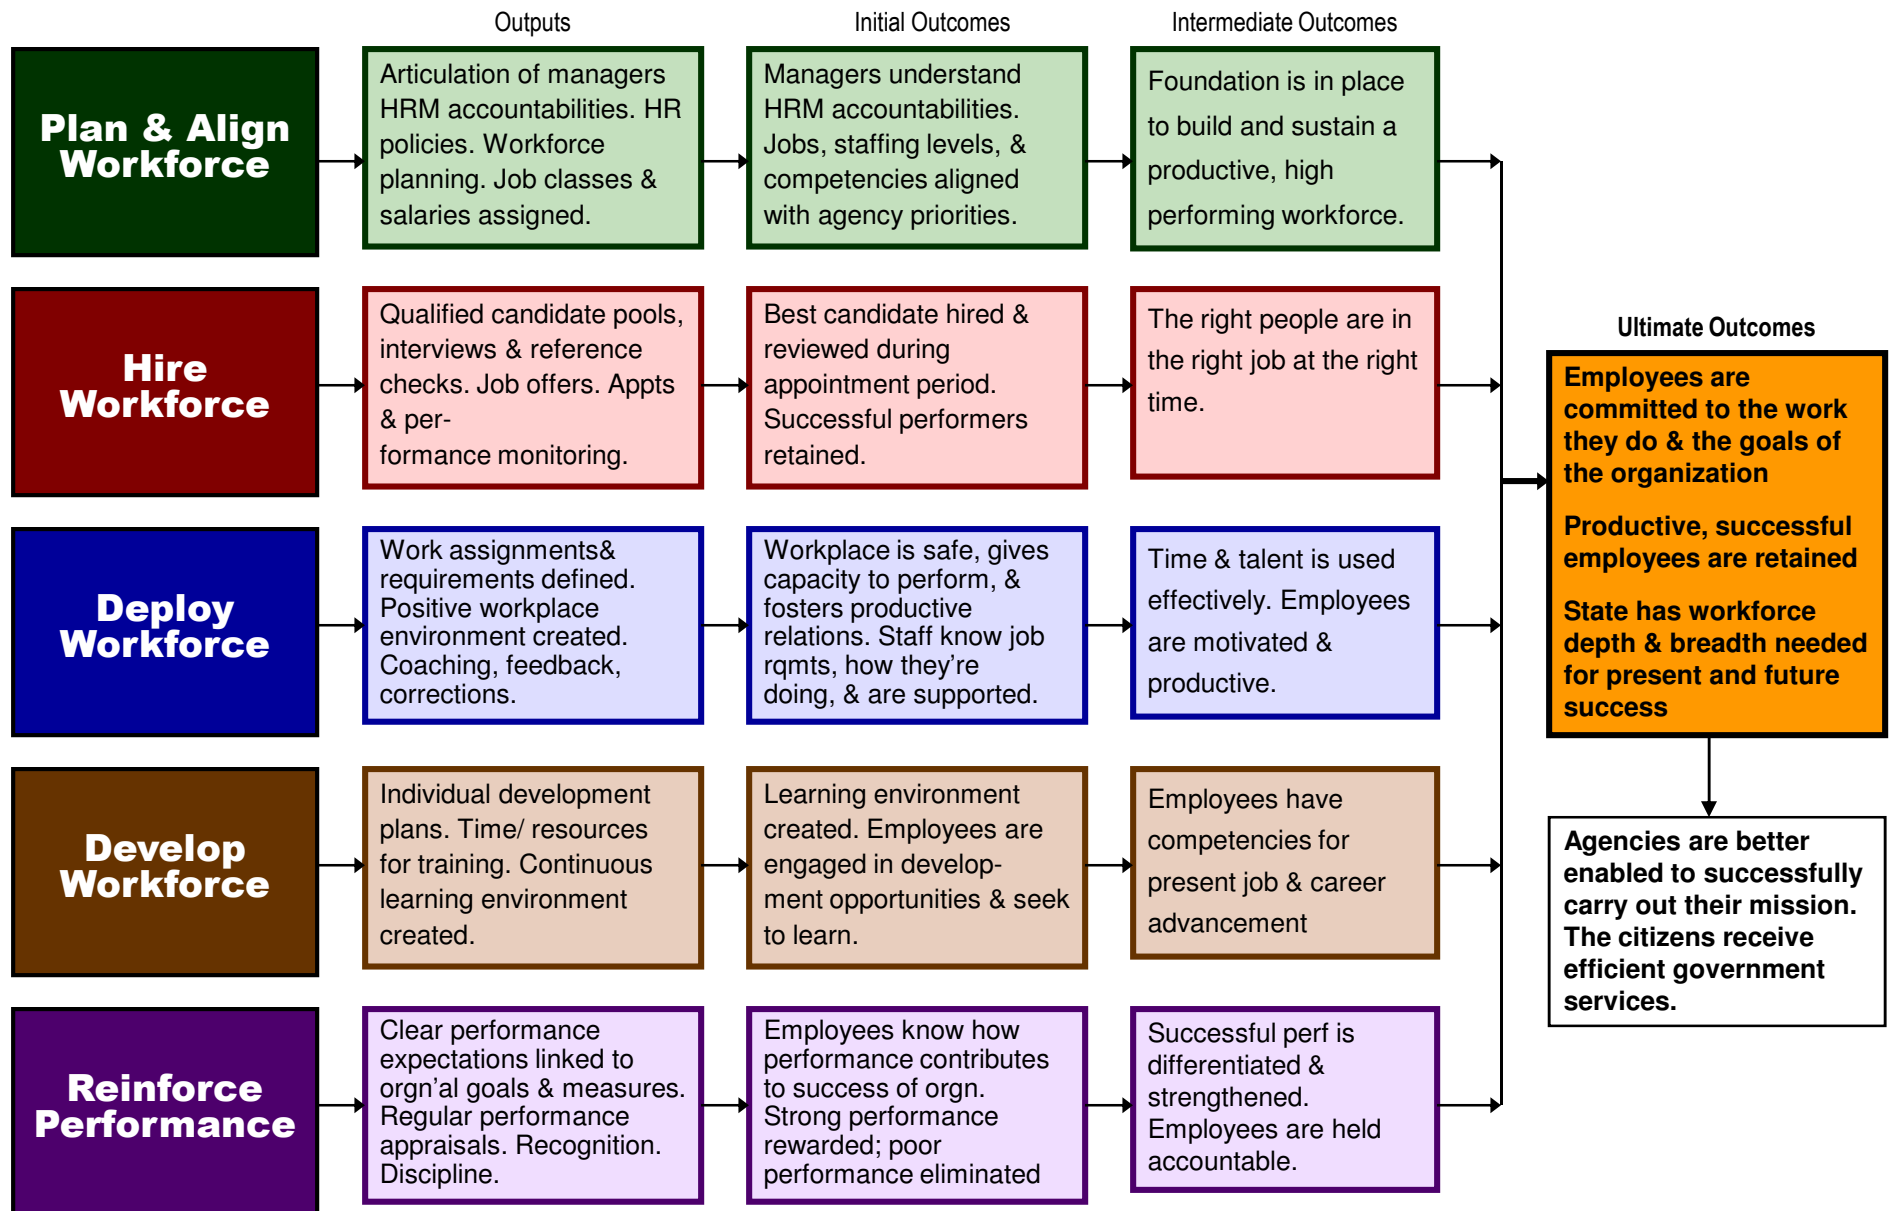 Outputs
Initial Outcomes
Intermediate Outcomes
Plan & Align
Workforce
Articulation of managers
HRM accountabilities. HR
policies. Workforce
planning. Job classes &
salaries assigned.
Managers understand
HRM accountabilities.
Jobs, staffing levels, &
competencies aligned
with agency priorities.
Foundation is in place
to build and sustain a
productive, high
performing workforce.
Hire
Workforce
Qualified candidate pools,
interviews & reference
checks. Job offers. Appts
& per-
formance monitoring.
Best candidate hired &
reviewed during
appointment period.
Successful performers
retained.
The right people are in
the right job at the right
time.
Deploy
Workforce
Work assignments&
requirements defined.
Positive workplace
environment created.
Coaching, feedback,
corrections.
Workplace is safe, gives
capacity to perform, &
fosters productive
relations. Staff know job
rqmts, how they’re
doing, & are supported.
Time & talent is used
effectively. Employees
are motivated &
productive.
Develop
Workforce
Individual development
plans. Time/ resources
for training. Continuous
learning environment
created.
Learning environment
created. Employees are
engaged in develop-
ment opportunities & seek
to learn.
Employees have
competencies for
present job & career
advancement
Reinforce
Performance
Clear performance
expectations linked to
orgn’al goals & measures.
Regular performance
appraisals. Recognition.
Discipline.
Employees know how
performance contributes
to success of orgn.
Strong performance
rewarded; poor
performance eliminated
Successful perf is
differentiated &
strengthened.
Employees are held
accountable.
Ultimate Outcomes
Employees are
committed to the work
they do & the goals of
the organization
Productive, successful
employees are retained
State has workforce
depth & breadth needed
for present and future
success
Agencies are better
enabled to successfully
carry out their mission.
The citizens receive
efficient government
services.